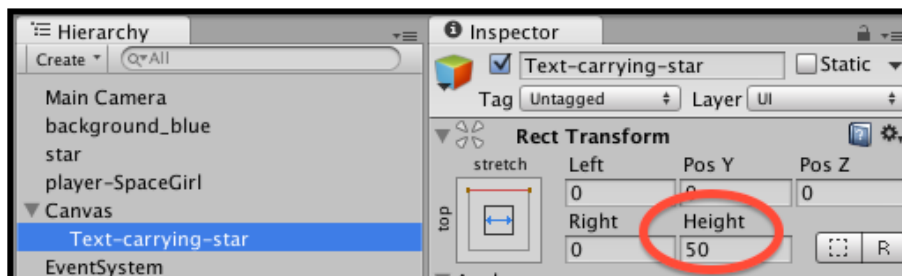 Hierarchy
Create
All
Main Camera
background_blue
star
player-SpaceGirl
Canvas
Text-carrying-star
EventSystem
Inspector
Text-carrying-star
Static
Tag Untagged Layer UI
Rect Transform
stretch Left Pos Y Pos Z
0 0 0
top
Right Height
0 50 R